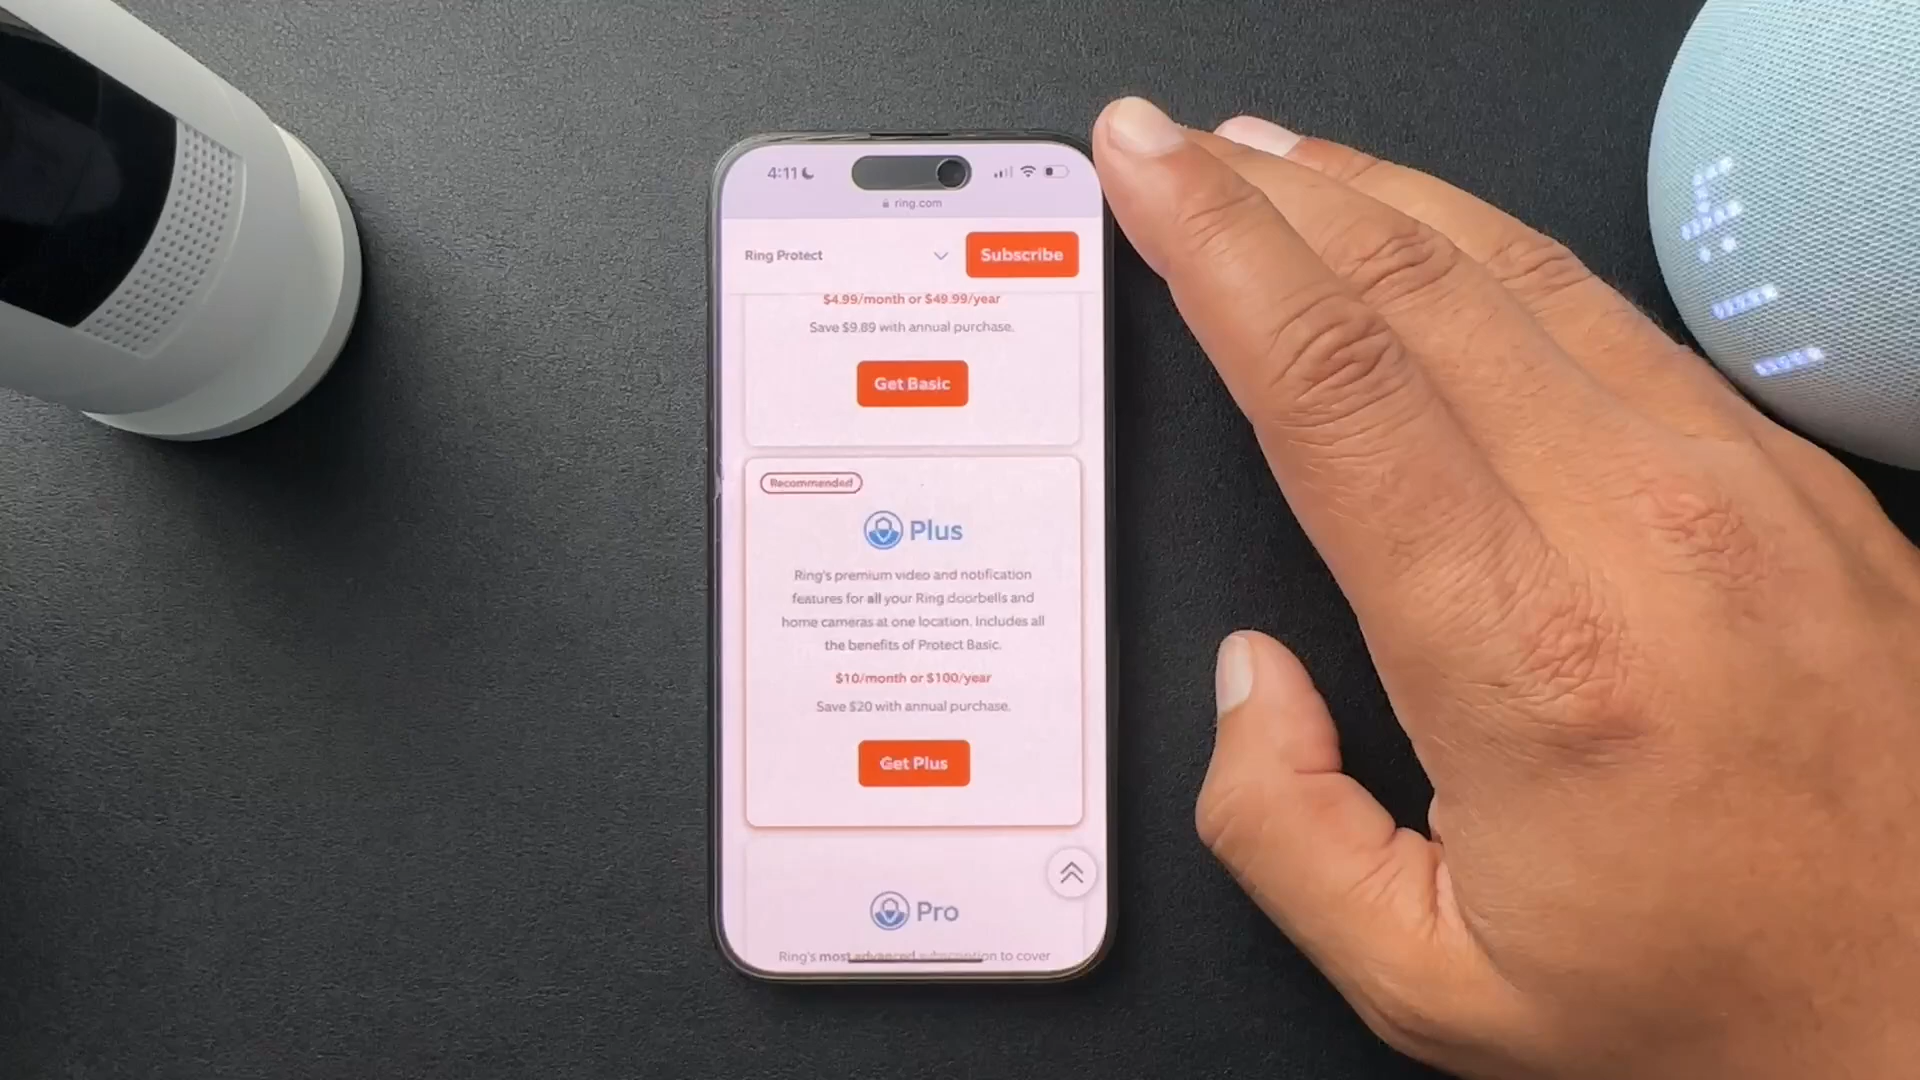 4:11
ring.com
Ring Protect
Subscribe
$4.99/month or $49.99/year
Save $9.89 with annual purchase.
Get Basic
Recommended
Plus
Ring's premium video and notification
features for all your Ring doorbells and
home cameras at one location. Includes all
the benefits of Protect Basic.
$10/month or $100/year
Save $20 with annual purchase.
Get Plus
Pro
Ring's most advanced subscription to cover